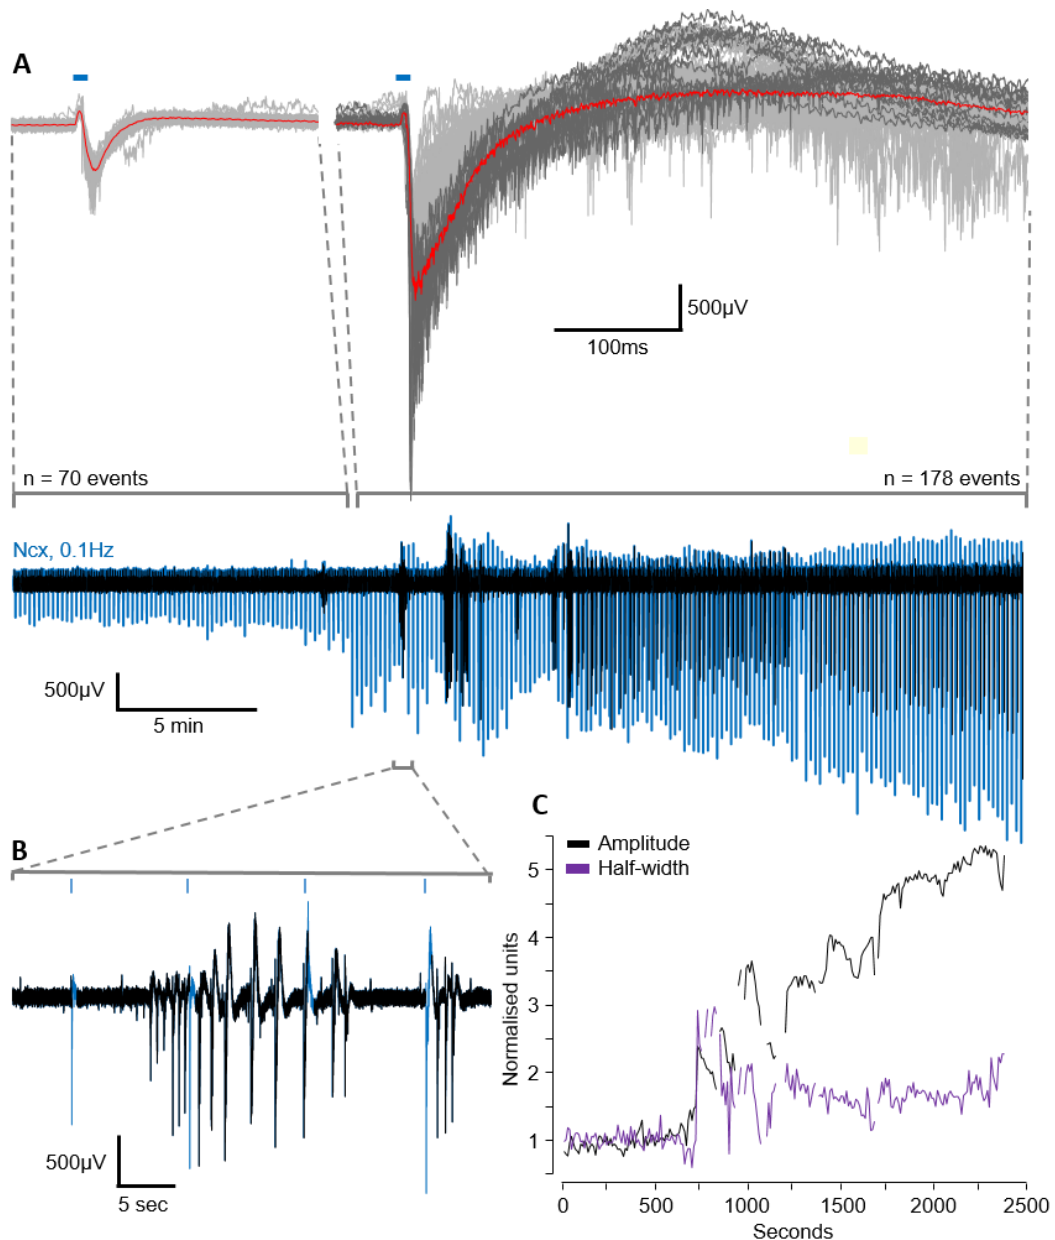 A
500µV
100ms
n = 70 events
n = 178 events
Ncx, 0.1Hz
500µV
5 min
B
500µV
5 sec
C
Amplitude
Half-width
Normalised units
5
4
3
2
1
0
500
1000
1500
2000
2500
Seconds